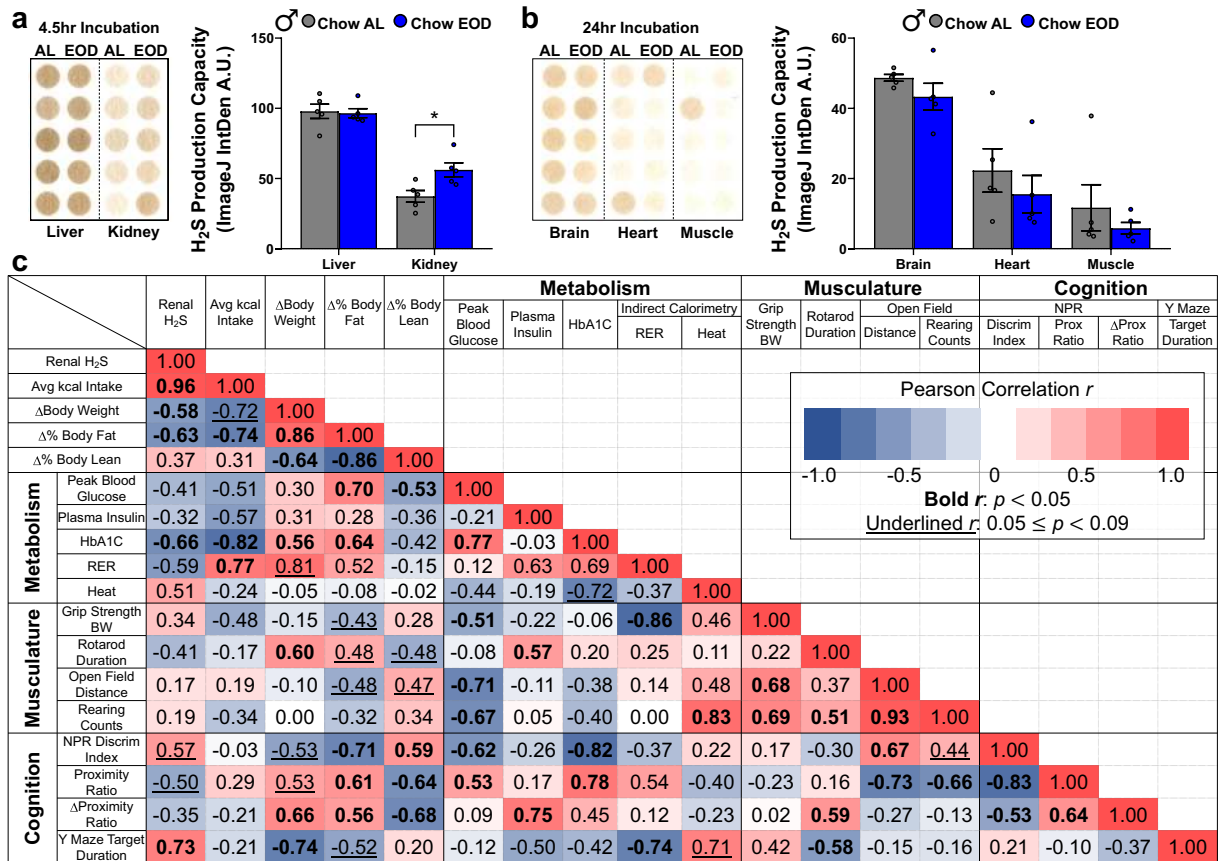 a
4.5hr Incubation
AL EOD AL EOD
Liver Kidney
♂ Chow AL Chow EOD
H2S Production Capacity
(ImageJ IntDen A.U.)
150
100
50
0
*
Liver Kidney
b
24hr Incubation
AL EOD AL EOD AL EOD
Brain Heart Muscle
♂ Chow AL Chow EOD
H2S Production Capacity
(ImageJ IntDen A.U.)
60
40
20
0
Brain Heart Muscle
c
Metabolism Musculature Cognition
Indirect Calorimetry Open Field NPR Y Maze
Renal H2S Avg kcal Intake ΔBody Weight Δ% Body Fat Δ% Body Lean Peak Blood Glucose Plasma Insulin HbA1C RER Heat Grip Strength BW Rotarod Duration Distance Rearing Counts Discrim Index Prox Ratio ΔProx Ratio Target Duration
Renal H2S 1.00
Avg kcal Intake 0.96 1.00
ΔBody Weight -0.58 -0.72 1.00
Δ% Body Fat -0.63 -0.74 0.86 1.00
Δ% Body Lean 0.37 0.31 -0.64 -0.86 1.00
Metabolism
Peak Blood Glucose -0.41 -0.51 0.30 0.70 -0.53 1.00
Plasma Insulin -0.32 -0.57 0.31 0.28 -0.36 -0.21 1.00
HbA1C -0.66 -0.82 0.56 0.64 -0.42 0.77 -0.03 1.00
RER -0.59 0.77 0.81 0.52 -0.15 0.12 0.63 0.69 1.00
Heat 0.51 -0.24 -0.05 -0.08 -0.02 -0.44 -0.19 -0.72 -0.37 1.00
Musculature
Grip Strength BW 0.34 -0.48 -0.15 -0.43 0.28 -0.51 -0.22 -0.06 -0.86 0.46 1.00
Rotarod Duration -0.41 -0.17 0.60 0.48 -0.48 -0.08 0.57 0.20 0.25 0.11 0.22 1.00
Open Field Distance 0.17 0.19 -0.10 -0.48 0.47 -0.71 -0.11 -0.38 0.14 0.48 0.68 0.37 1.00
Rearing Counts 0.19 -0.34 0.00 -0.32 0.34 -0.67 0.05 -0.40 0.00 0.83 0.69 0.51 0.93 1.00
Cognition
NPR Discrim Index 0.57 -0.03 -0.53 -0.71 0.59 -0.62 -0.26 -0.82 -0.37 0.22 0.17 -0.30 0.67 0.44 1.00
Proximity Ratio -0.50 0.29 0.53 0.61 -0.64 0.53 0.17 0.78 0.54 -0.40 -0.23 0.16 -0.73 -0.66 -0.83 1.00
ΔProximity Ratio -0.35 -0.21 0.66 0.56 -0.68 0.09 0.75 0.45 0.12 -0.23 0.02 0.59 -0.27 -0.13 -0.53 0.64 1.00
Y Maze Target Duration 0.73 -0.21 -0.74 -0.52 0.20 -0.12 -0.50 -0.42 -0.74 0.71 0.42 -0.58 -0.15 -0.16 0.21 -0.10 -0.37 1.00
Pearson Correlation r
-1.0 -0.5 0 0.5 1.0
Bold r: p < 0.05
Underlined r: 0.05 ≤ p < 0.09